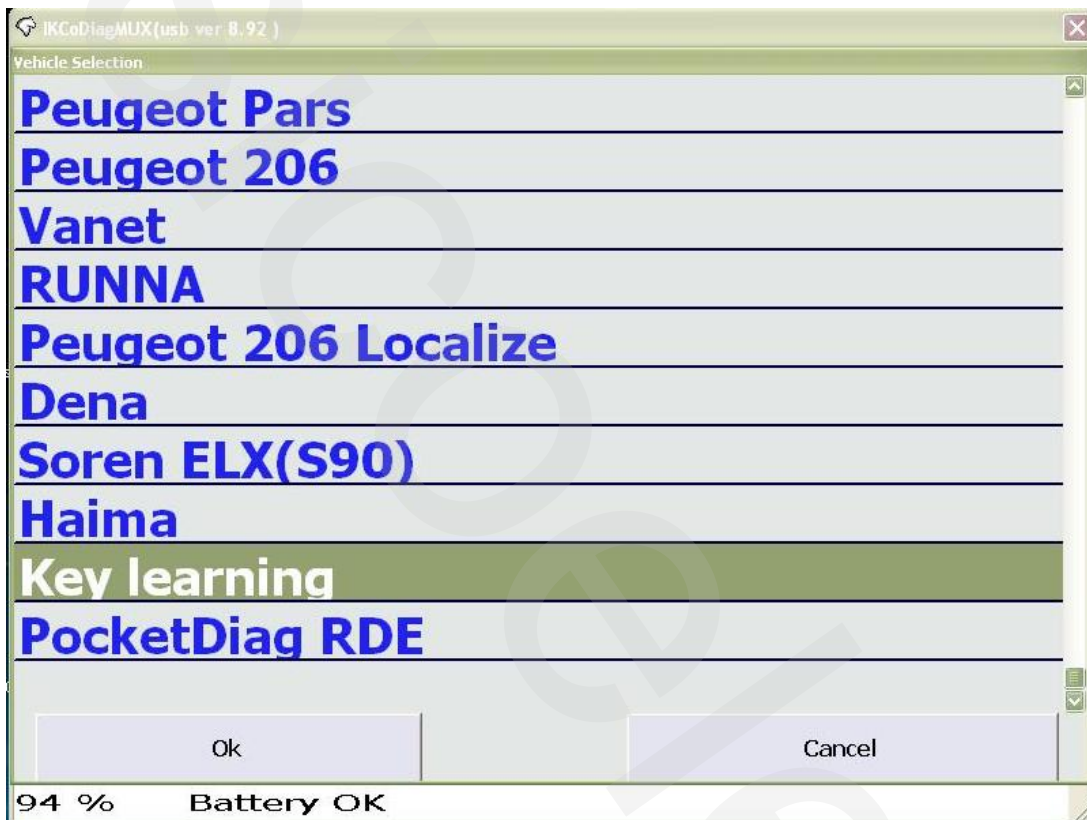 IKCoDiagMUX(usb ver 8.92 )
Vehicle Selection
Peugeot Pars
Peugeot 206
Vanet
RUNNA
Peugeot 206 Localize
Dena
Soren ELX(S90)
Haima
Key learning
PocketDiag RDE
Ok Cancel
94 % Battery OK